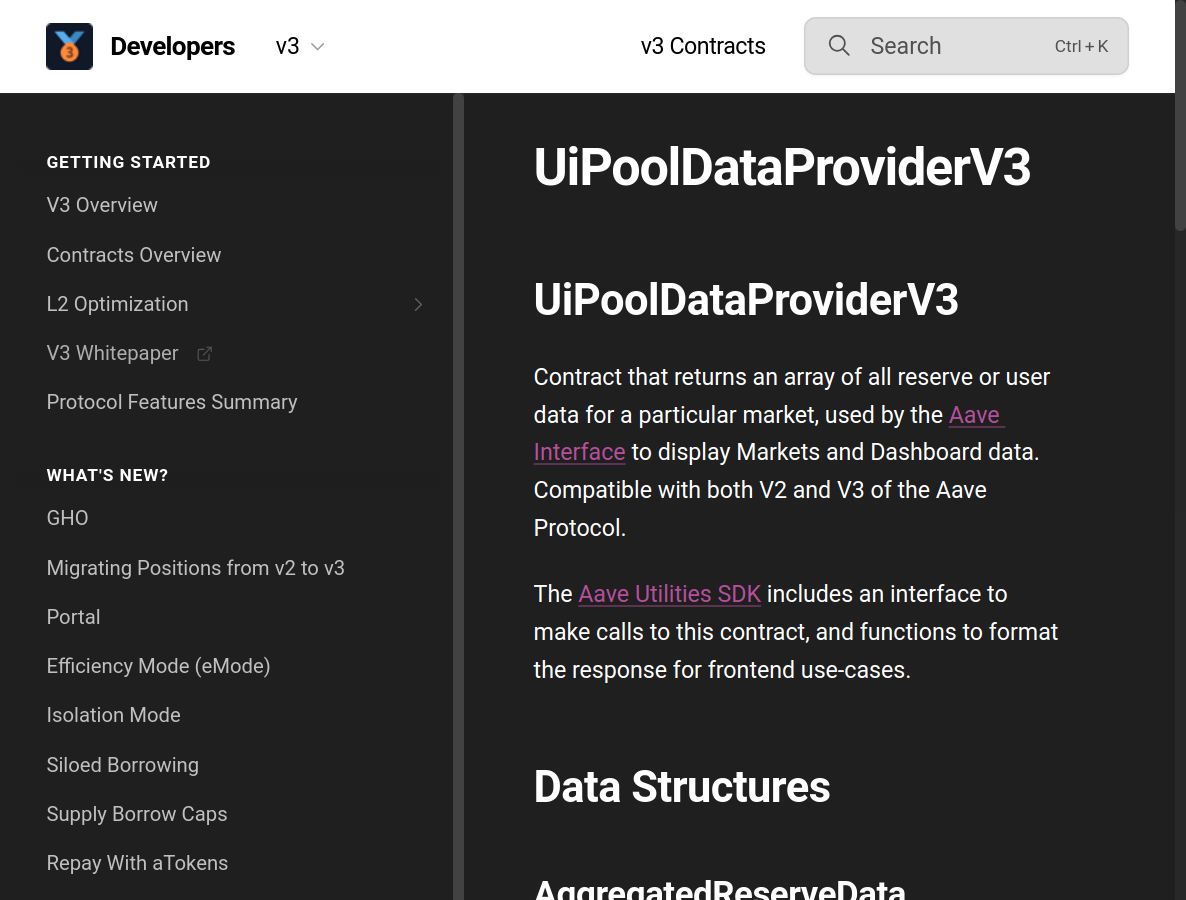 Developers
v3
v3 Contracts
Search
Ctrl + K
GETTING STARTED
V3 Overview
Contracts Overview
L2 Optimization
V3 Whitepaper
Protocol Features Summary
WHAT'S NEW?
GHO
Migrating Positions from v2 to v3
Portal
Efficiency Mode (eMode)
Isolation Mode
Siloed Borrowing
Supply Borrow Caps
Repay With aTokens
UiPoolDataProviderV3
UiPoolDataProviderV3
Contract that returns an array of all reserve or user
data for a particular market, used by the Aave
Interface to display Markets and Dashboard data.
Compatible with both V2 and V3 of the Aave
Protocol.
The Aave Utilities SDK includes an interface to
make calls to this contract, and functions to format
the response for frontend use-cases.
Data Structures
AggregatedReserveData